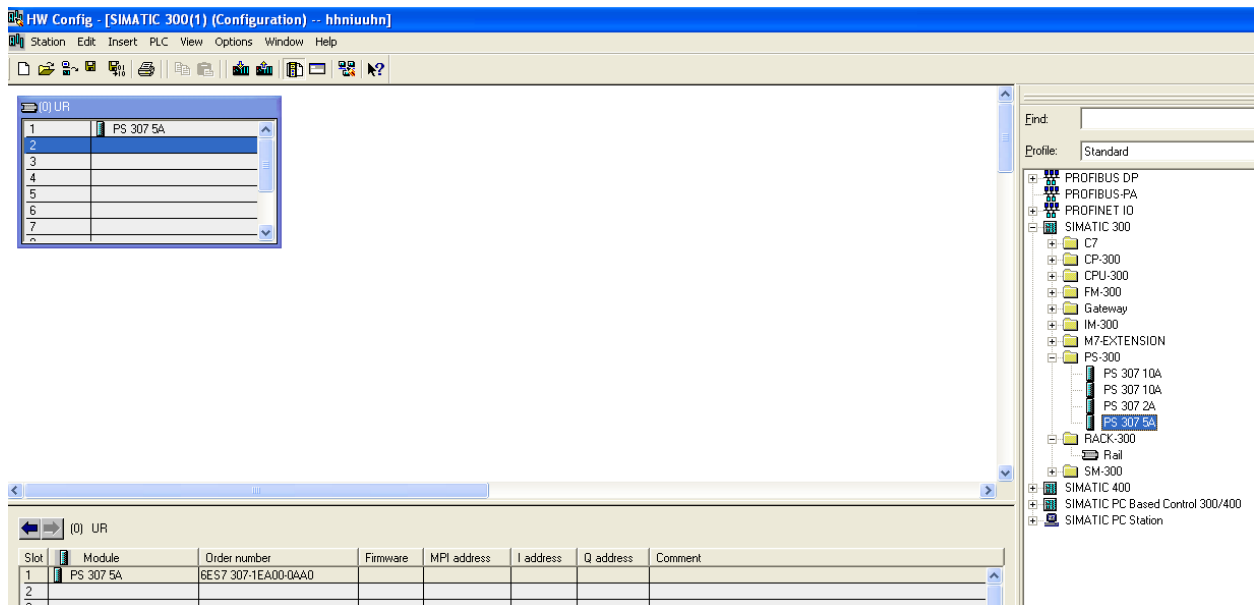 HW Config - [SIMATIC 300(1) (Configuration) -- hhniuuhn]
Station Edit Insert PLC View Options Window Help
(0) UR
1 PS 307 5A
2
3
4
5
6
7
Find:
Profile: Standard
PROFIBUS DP
PROFIBUS-PA
PROFINET IO
SIMATIC 300
C7
CP-300
CPU-300
FM-300
Gateway
IM-300
M7-EXTENSION
PS-300
PS 307 10A
PS 307 10A
PS 307 2A
PS 307 5A
RACK-300
Rail
SM-300
SIMATIC 400
SIMATIC PC Based Control 300/400
SIMATIC PC Station
(0) UR
Slot Module Order number Firmware MPI address I address Q address Comment
1 PS 307 5A 6ES7 307-1EA00-0AA0
2